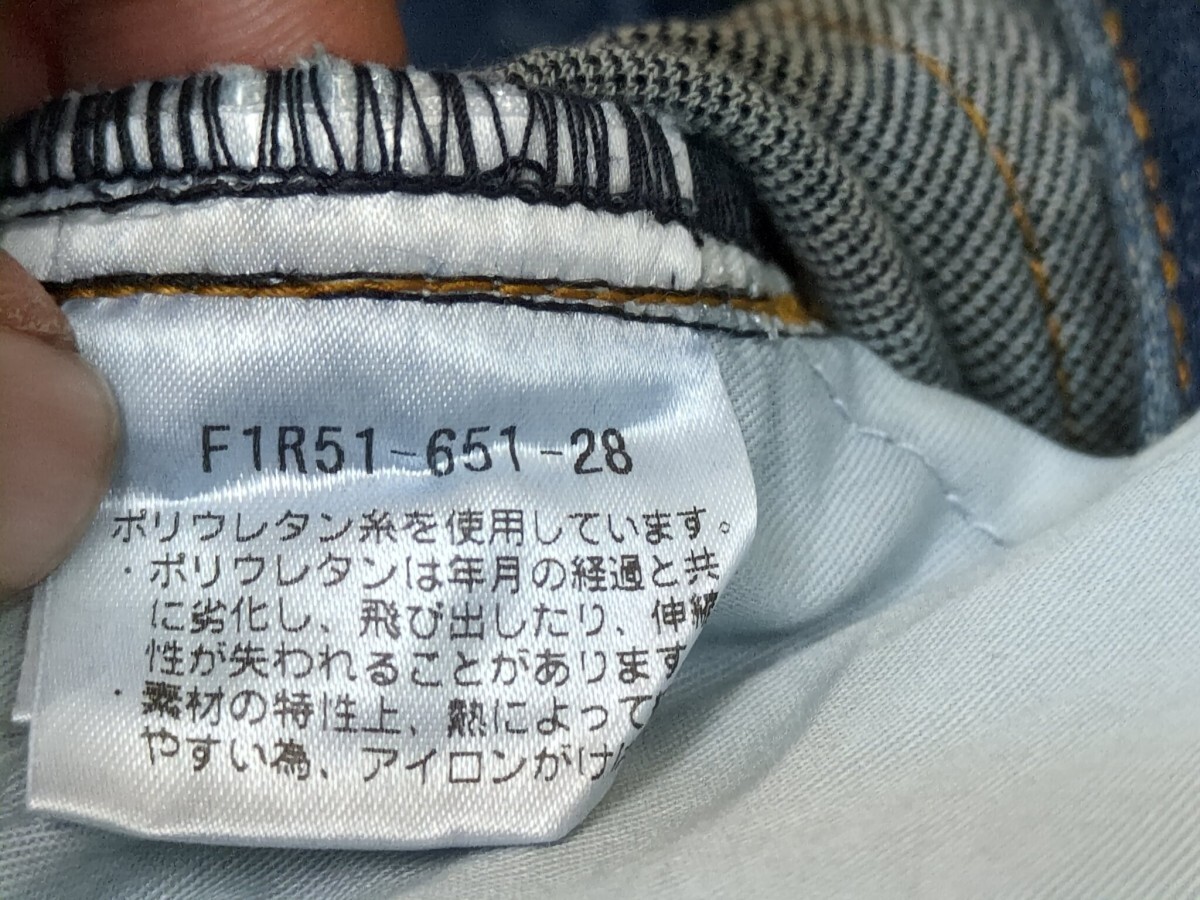 F1R51-651-28
ポリウレタン糸を使用しています。
・ポリウレタンは年月の経過と共
に劣化し、飛び出したり、伸縮
性が失われることがあります
・素材の特性上、熱によって
やすい為、アイロンがけ